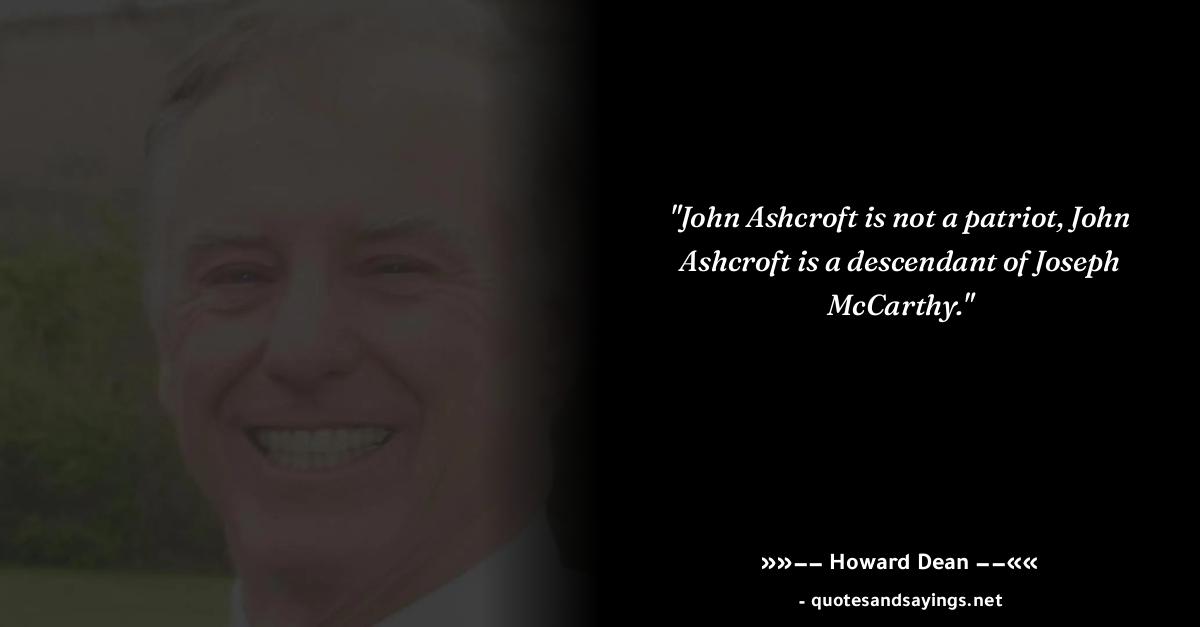 "John Ashcroft is not a patriot, John
Ashcroft is a descendant of Joseph
McCarthy."
»»−− Howard Dean −−««
- quotesandsayings.net